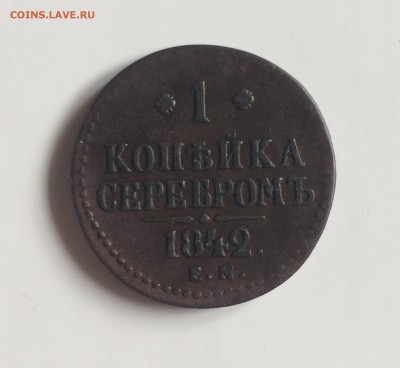 COINS.LAVE.RU
1
КОПѢЙКА
СЕРЕБРОМЪ
1842.
Е.М.